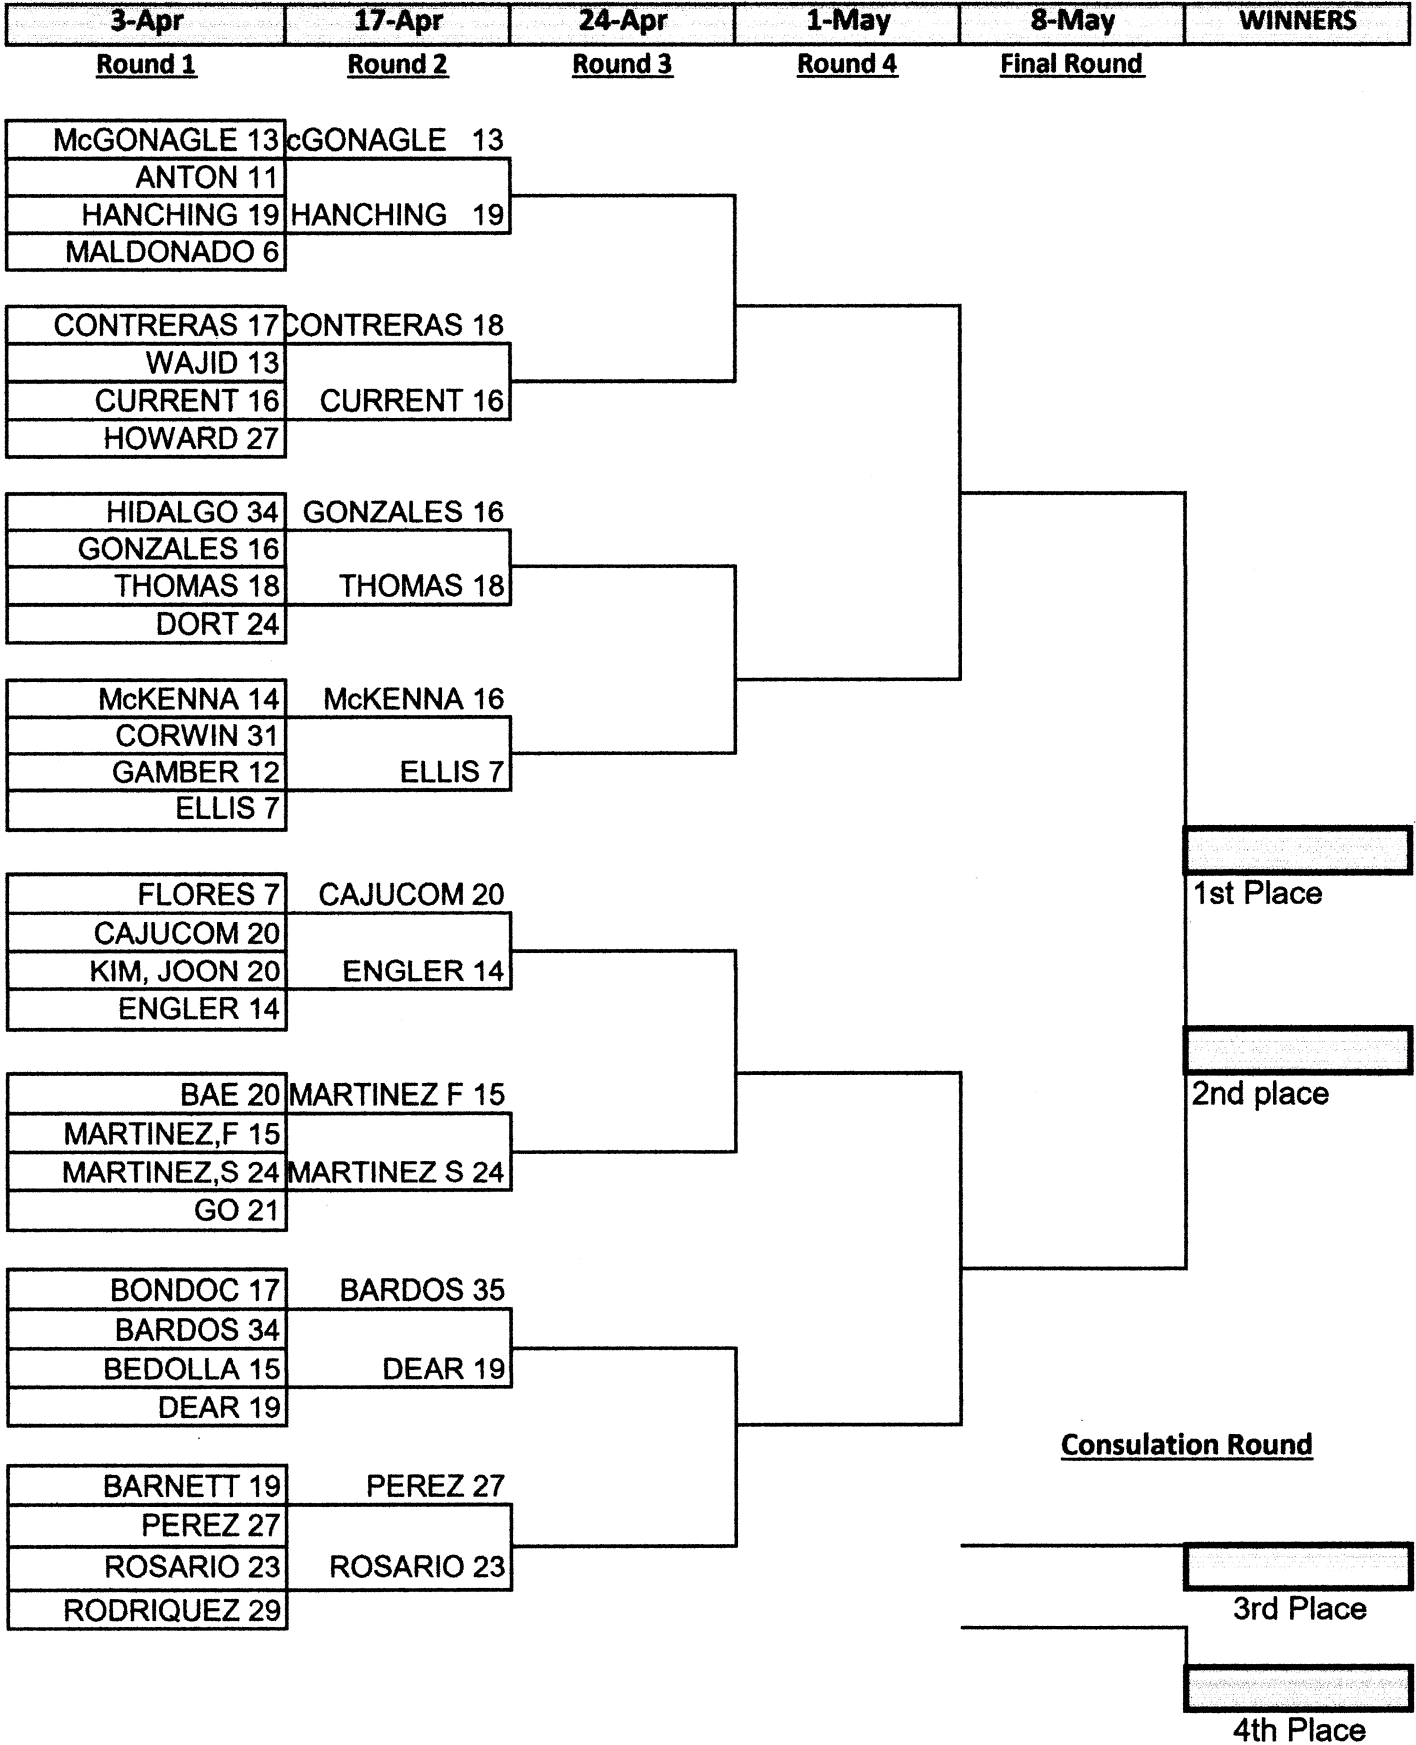 3-Apr 17-Apr 24-Apr 1-May 8-May WINNERS
Round 1 Round 2 Round 3 Round 4 Final Round
McGONAGLE 13 cGONAGLE 13
ANTON 11
HANCHING 19 HANCHING 19
MALDONADO 6
CONTRERAS 17 CONTRERAS 18
WAJID 13
CURRENT 16 CURRENT 16
HOWARD 27
HIDALGO 34 GONZALES 16
GONZALES 16
THOMAS 18 THOMAS 18
DORT 24
McKENNA 14 McKENNA 16
CORWIN 31
GAMBER 12 ELLIS 7
ELLIS 7
FLORES 7 CAJUCOM 20
1st Place
CAJUCOM 20
KIM, JOON 20 ENGLER 14
ENGLER 14
BAE 20 MARTINEZ F 15
2nd place
MARTINEZ,F 15
MARTINEZ,S 24 MARTINEZ S 24
GO 21
BONDOC 17 BARDOS 35
BARDOS 34
BEDOLLA 15 DEAR 19
DEAR 19
Consulation Round
BARNETT 19 PEREZ 27
PEREZ 27
ROSARIO 23 ROSARIO 23
RODRIQUEZ 29
3rd Place
4th Place